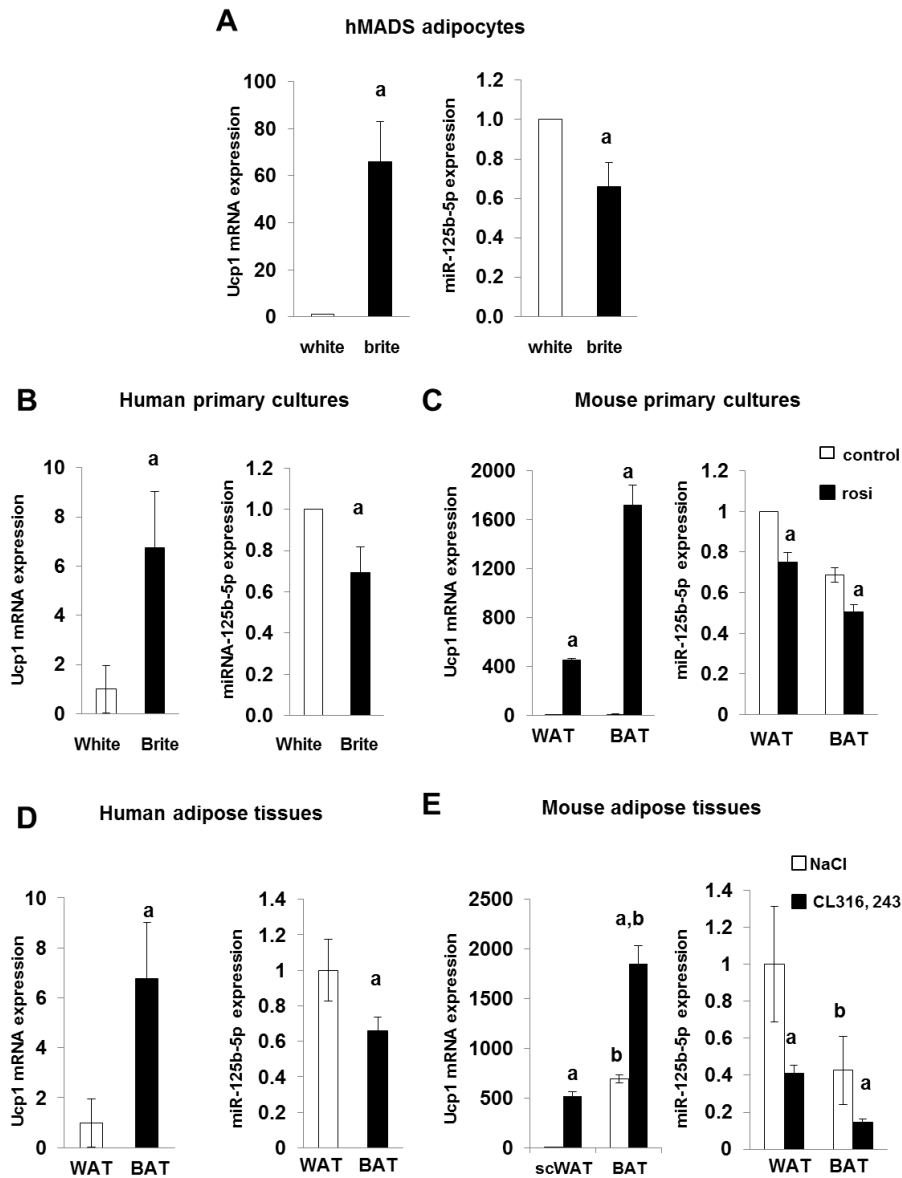 A
hMADS adipocytes
Ucp1 mRNA expression
100
80
60
40
20
0
a
white brite
miR-125b-5p expression
1.2
1.0
0.8
0.6
0.4
0.2
0.0
a
white brite
B
Human primary cultures
Ucp1 mRNA expression
10
8
6
4
2
0
a
White Brite
miRNA-125b-5p expression
1.2
1.0
0.8
0.6
0.4
0.2
0.0
a
White Brite
C
Mouse primary cultures
Ucp1 mRNA expression
2000
1600
1200
800
400
0
a
a
WAT BAT
miR-125b-5p expression
1.2
1
0.8
0.6
0.4
0.2
0
a
a
WAT BAT
control
rosi
D
Human adipose tissues
Ucp1 mRNA expression
10
8
6
4
2
0
a
WAT BAT
miR-125b-5p expression
1.4
1.2
1
0.8
0.6
0.4
0.2
0
a
WAT BAT
E
Mouse adipose tissues
Ucp1 mRNA expression
2500
2000
1500
1000
500
0
a
b
a,b
scWAT BAT
miR-125b-5p expression
1.4
1.2
1
0.8
0.6
0.4
0.2
0
a
b
a
WAT BAT
NaCl
CL316, 243